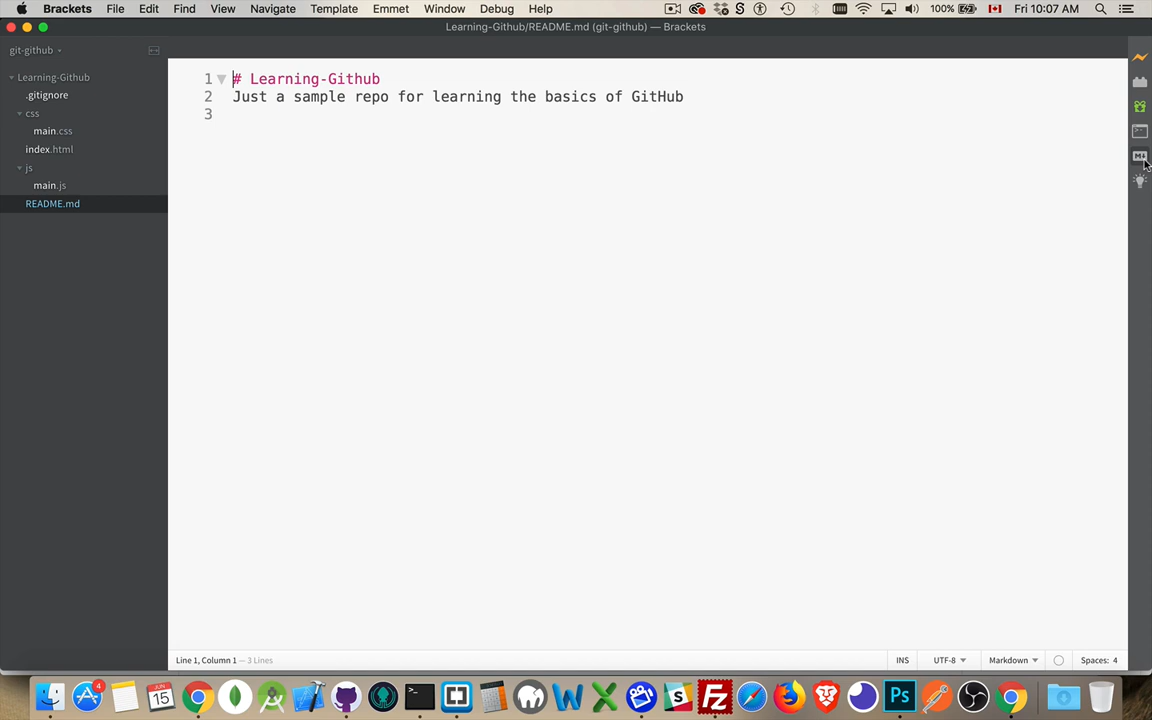 Brackets File Edit Find View Navigate Template Emmet Window Debug Help 100% Fri 10:07 AM
Learning-Github/README.md (git-github) — Brackets
git-github
Learning-Github
.gitignore
css
main.css
index.html
js
main.js
README.md
1 # Learning-Github
2 Just a sample repo for learning the basics of GitHub
3
Line 1, Column 1 — 3 Lines
INS UTF-8 Markdown Spaces: 4